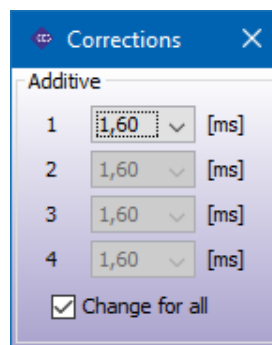 Corrections
Additive
1 1,60 [ms]
2 1,60 [ms]
3 1,60 [ms]
4 1,60 [ms]
Change for all